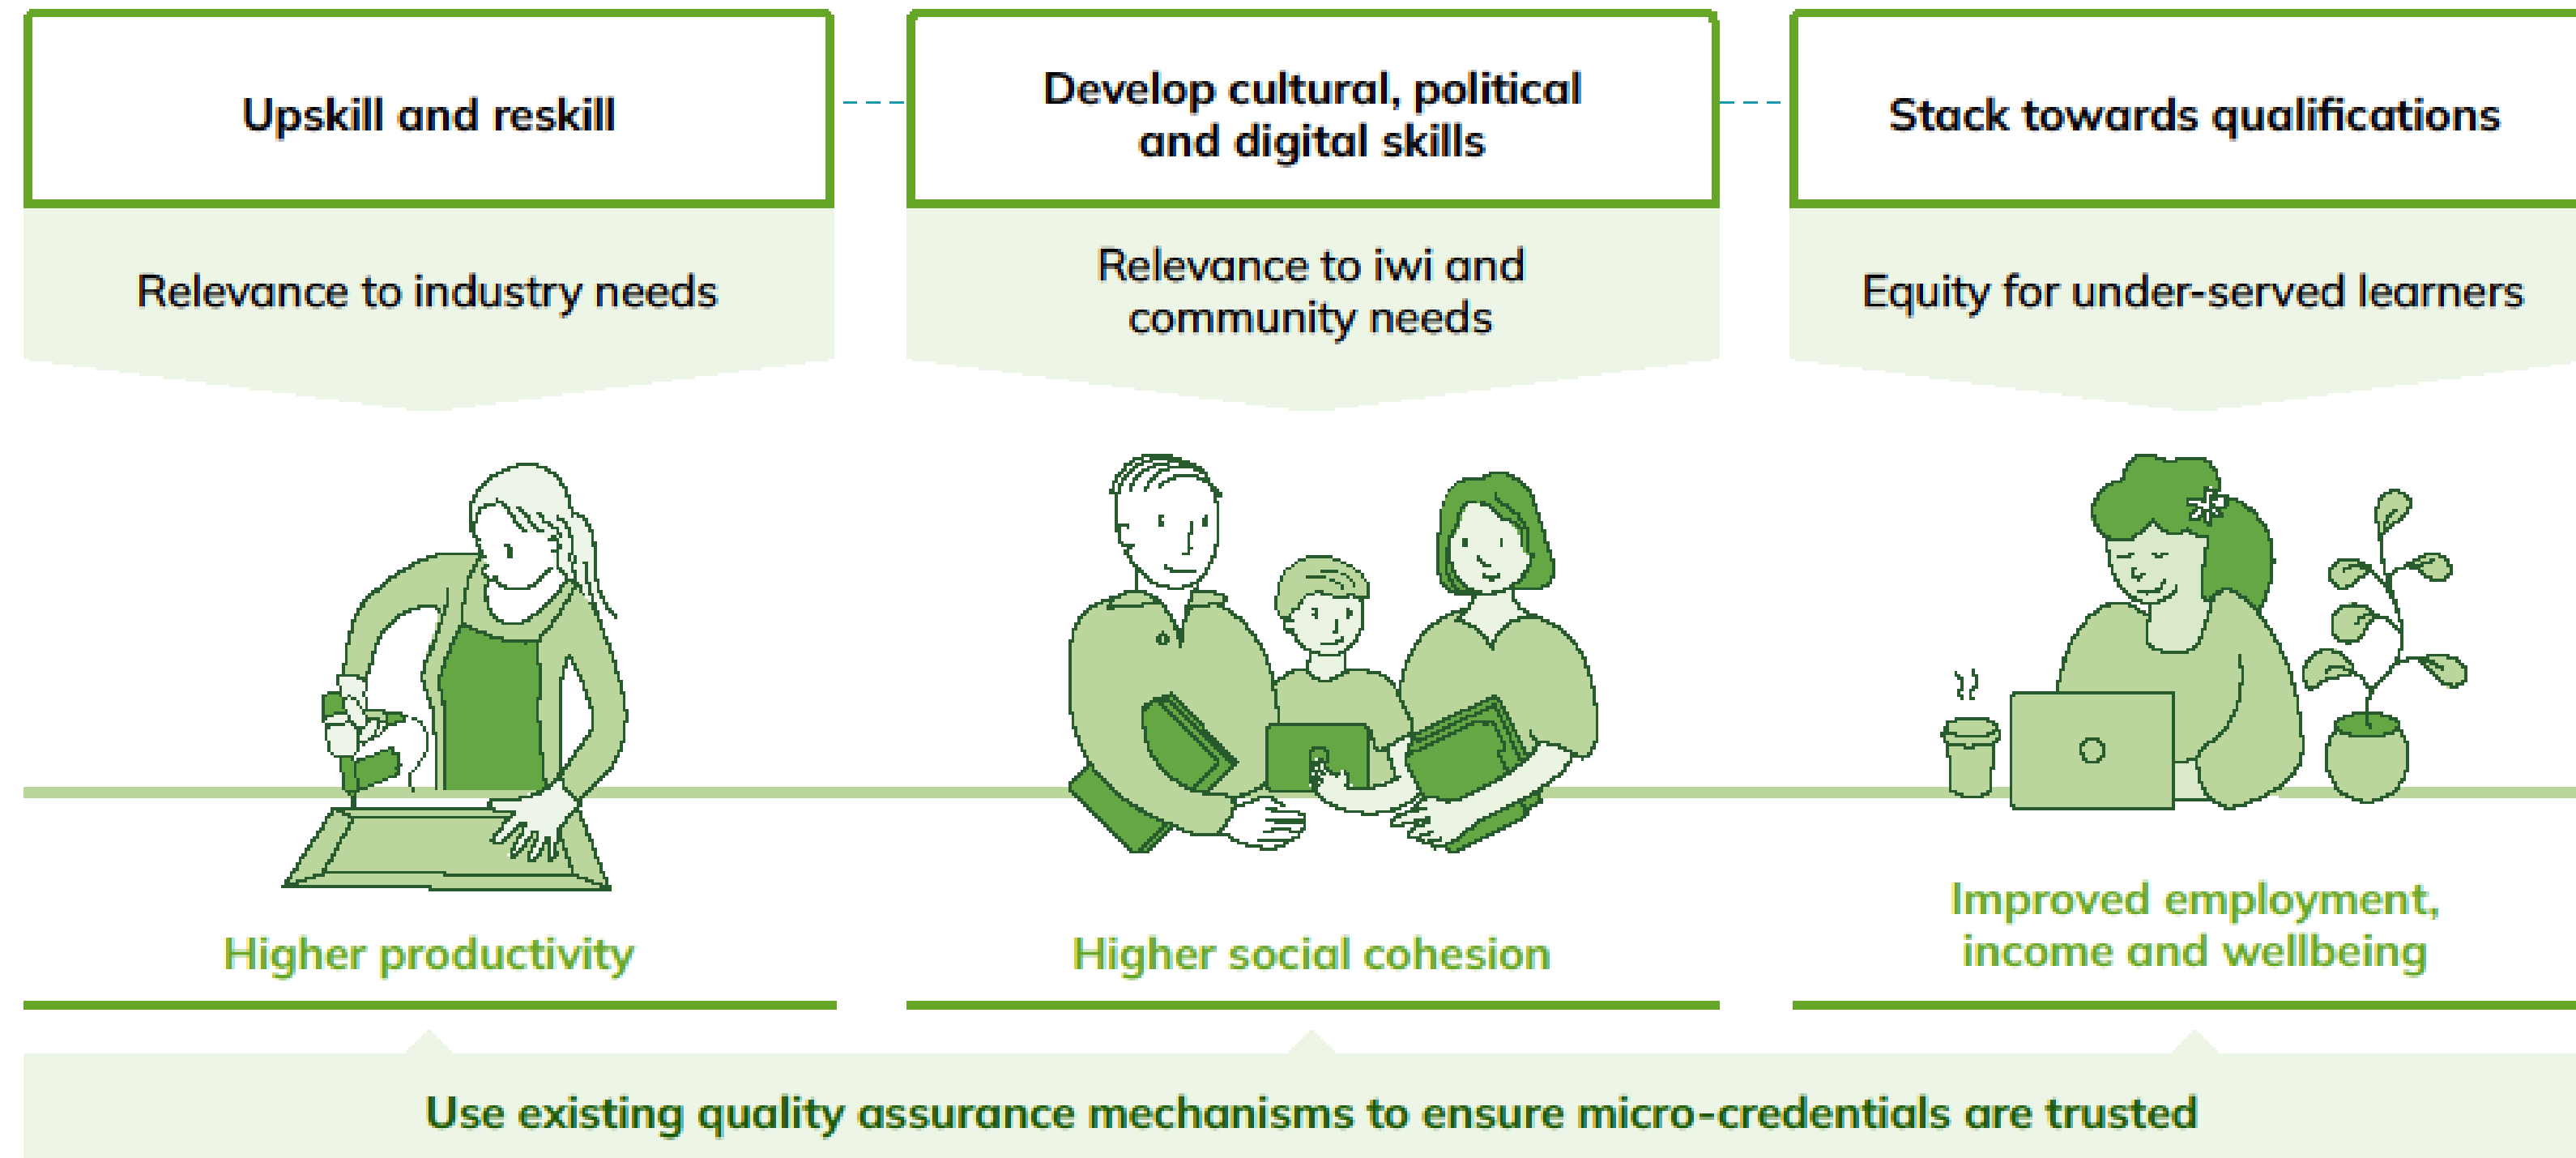 Upskill and reskill
Develop cultural, political
and digital skills
Stack towards qualifications
Relevance to industry needs
Relevance to iwi and
community needs
Equity for under-served learners
Higher productivity
Higher social cohesion
Improved employment,
income and wellbeing
Use existing quality assurance mechanisms to ensure micro-credentials are trusted